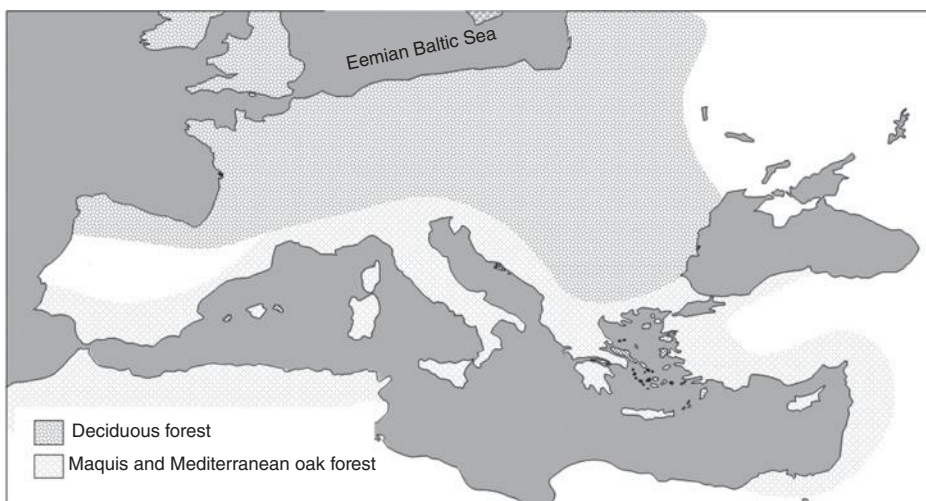 Eemian Baltic Sea
Deciduous forest
Maquis and Mediterranean oak forest